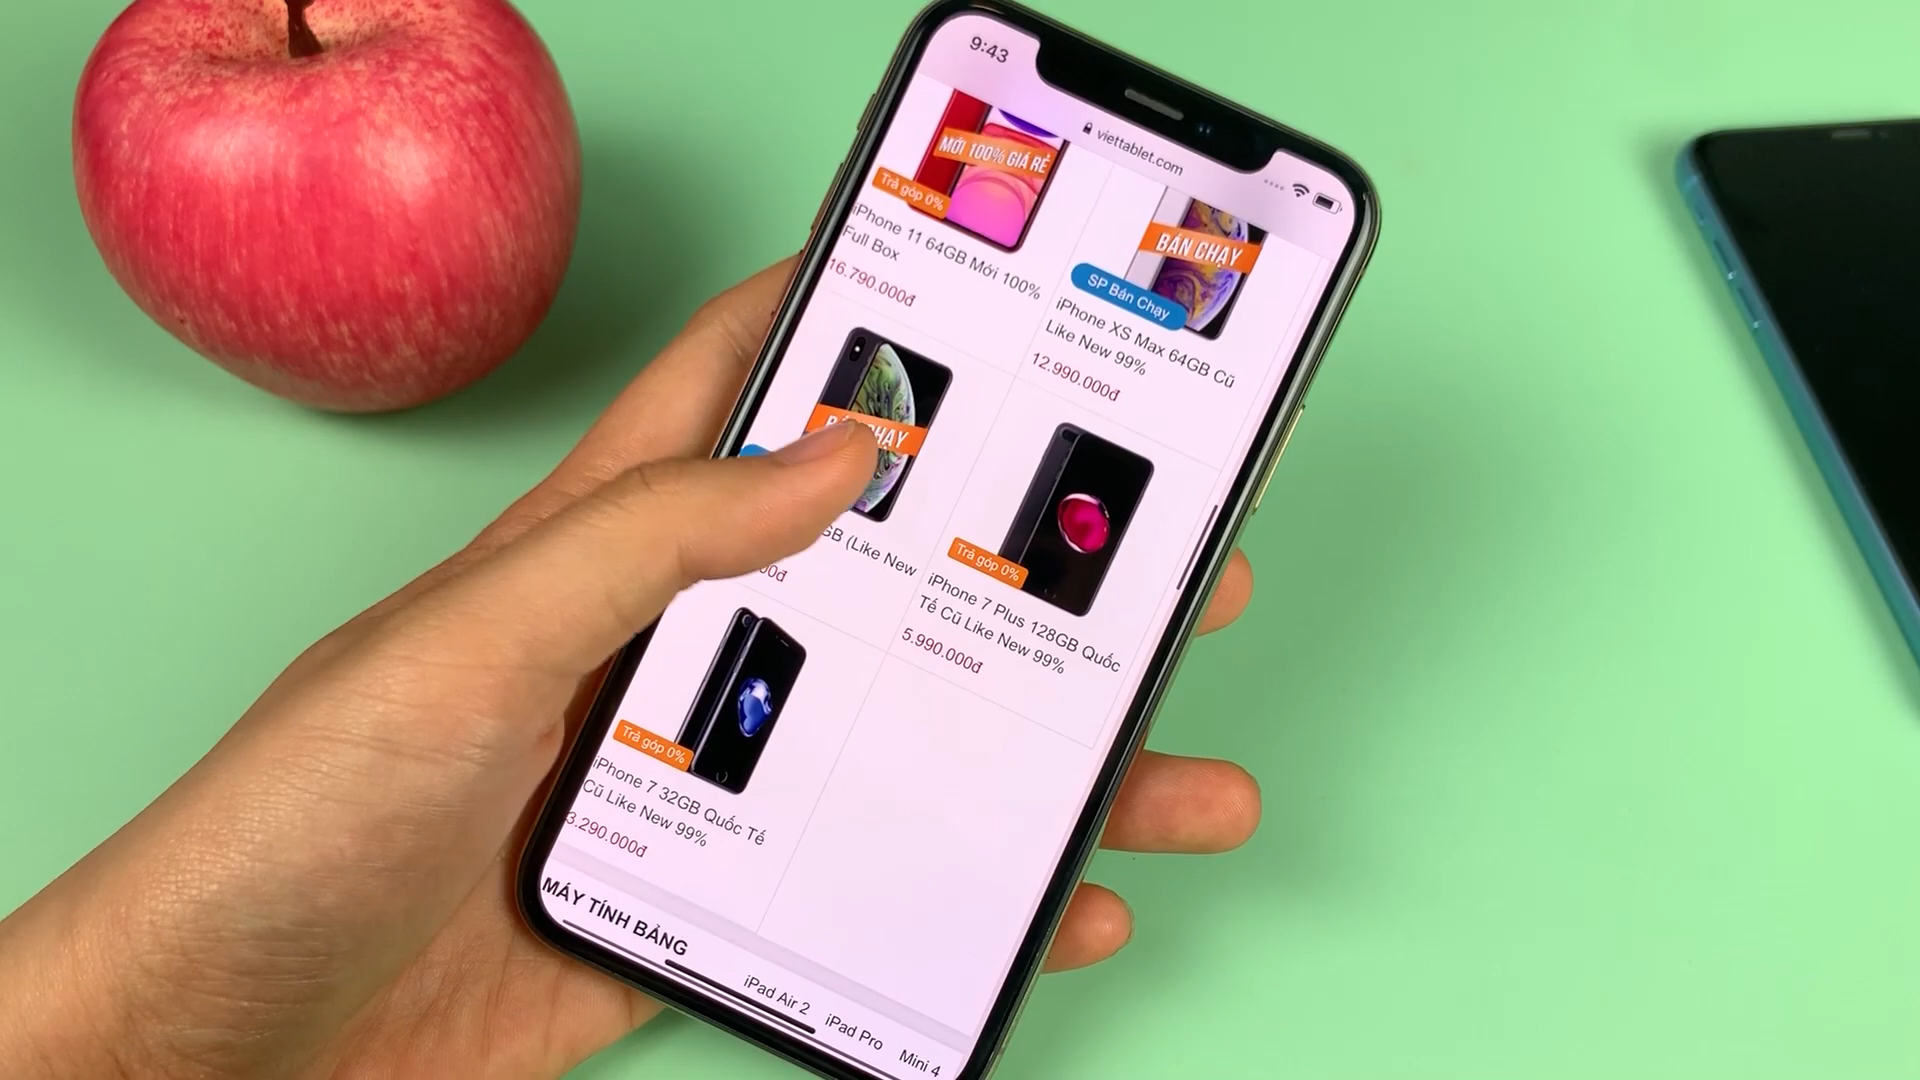 9:43
viettablet.com
MỚI 100% GIÁ RẺ
Trả góp 0%
iPhone 11 64GB Mới 100%
Full Box
16.790.000đ
BÁN CHẠY
SP Bán Chạy
iPhone XS Max 64GB Cũ
Like New 99%
12.990.000đ
HẠY
GB (Like New
00đ
Trả góp 0%
iPhone 7 Plus 128GB Quốc
Tế Cũ Like New 99%
5.990.000đ
Trả góp 0%
iPhone 7 32GB Quốc Tế
Cũ Like New 99%
3.290.000đ
MÁY TÍNH BẢNG
iPad Air 2
iPad Pro
Mini 4